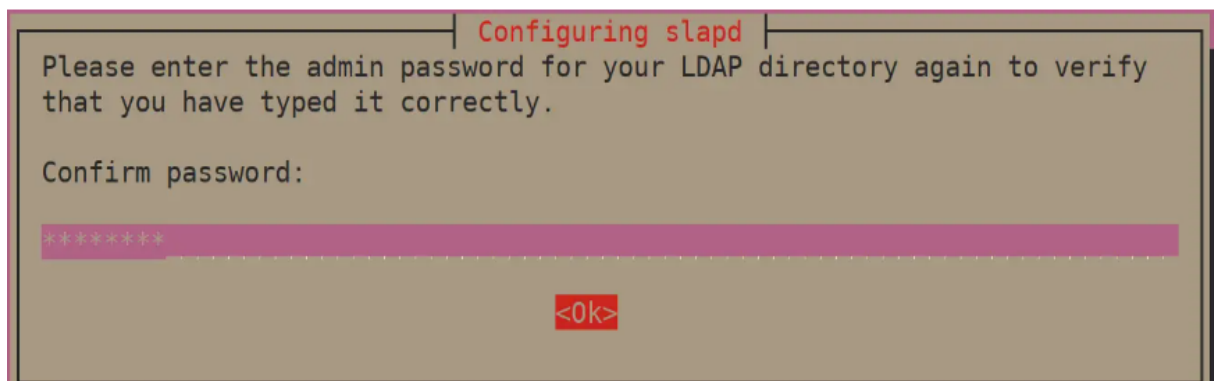 Configuring slapd
Please enter the admin password for your LDAP directory again to verify
that you have typed it correctly.
Confirm password:
********
<Ok>